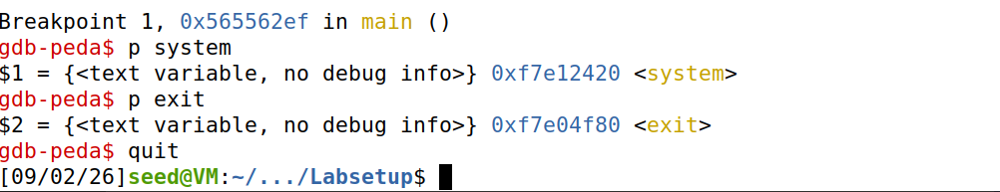 Breakpoint 1, 0x565562ef in main ()
gdb-peda$ p system
$1 = {<text variable, no debug info>} 0xf7e12420 <system>
gdb-peda$ p exit
$2 = {<text variable, no debug info>} 0xf7e04f80 <exit>
gdb-peda$ quit
[09/02/26]seed@VM:~/.../Labsetup$